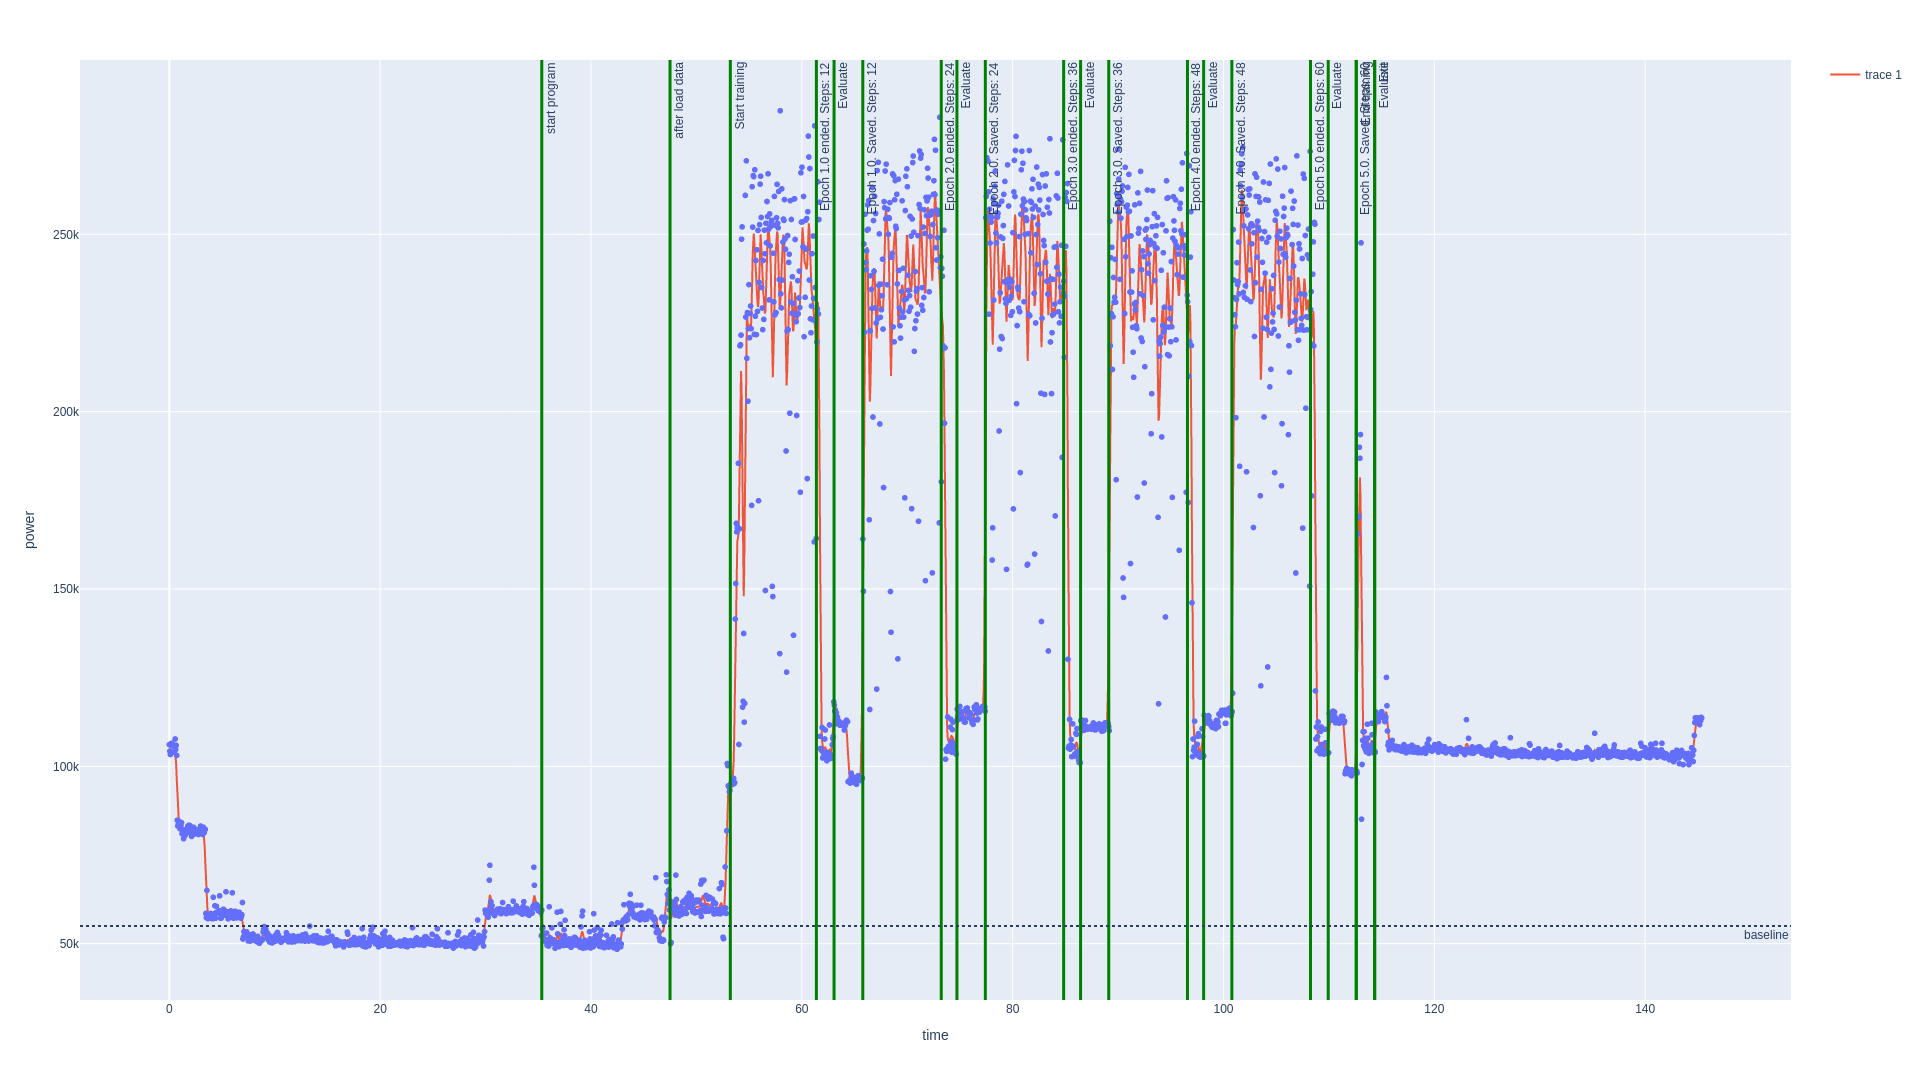 start program
after load data
Start training
Epoch 1.0 ended. Steps: 12
Evaluate
Epoch 1.0. Saved. Steps: 12
Epoch 2.0 ended. Steps: 24
Evaluate
Epoch 2.0. Saved. Steps: 24
Epoch 3.0 ended. Steps: 36
Evaluate
Epoch 3.0. Saved. Steps: 36
Epoch 4.0 ended. Steps: 48
Evaluate
Epoch 4.0. Saved. Steps: 48
Epoch 5.0 ended. Steps: 60
Evaluate
Epoch 5.0. Saved. Steps: 60
End training
Evaluate
Exit
trace 1
250k
200k
150k
100k
50k
power
baseline
0
20
40
60
80
100
120
140
time